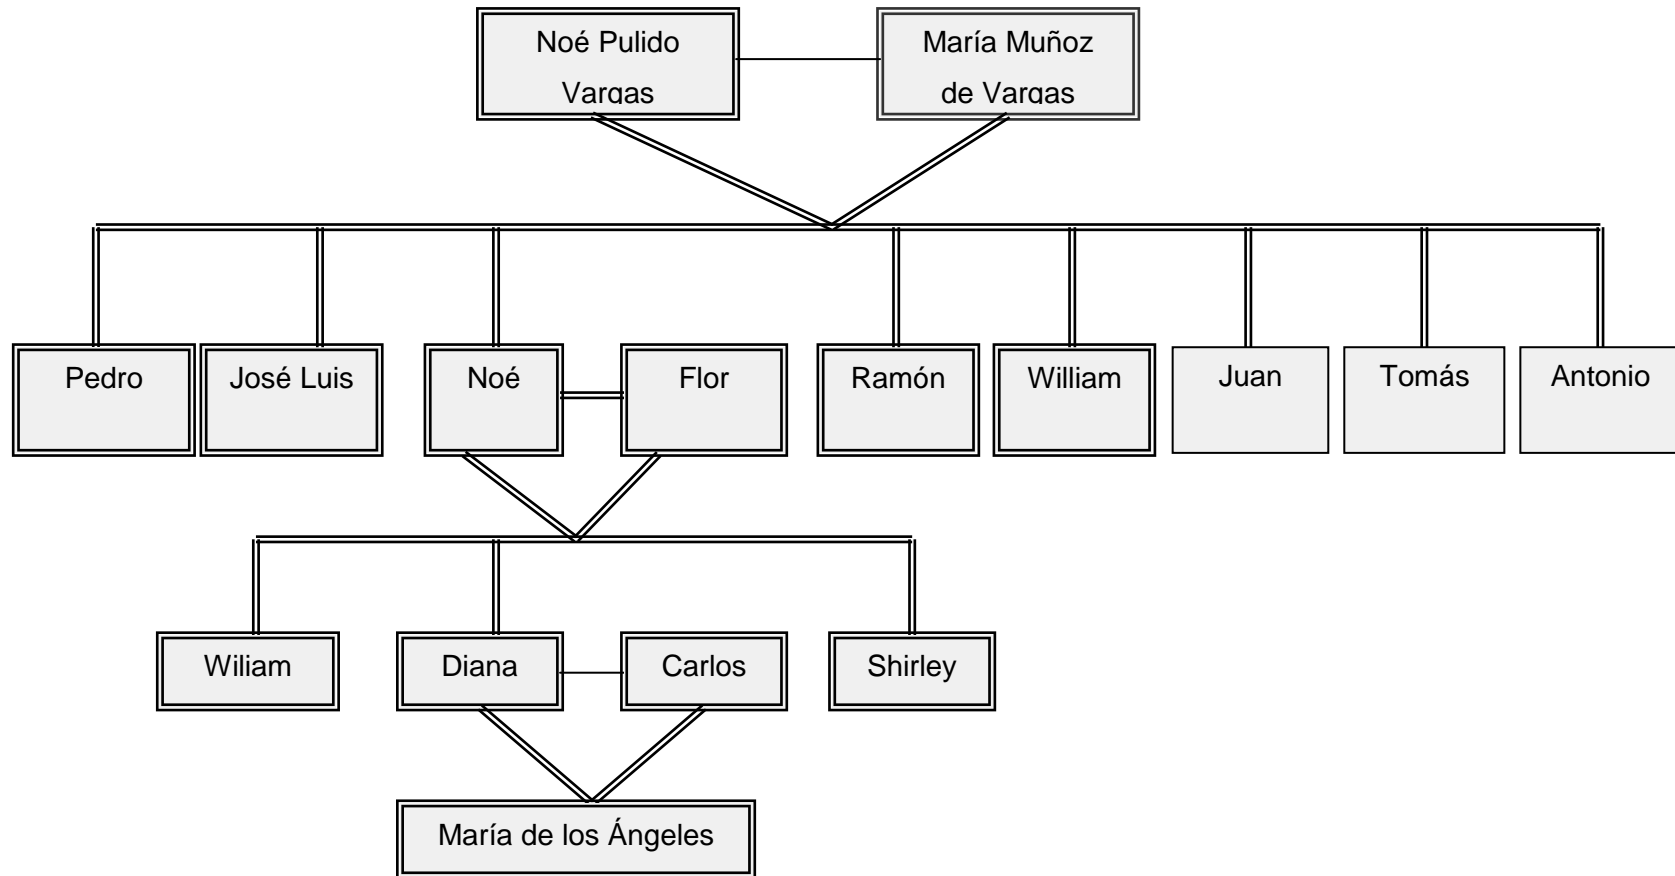 Noé Pulido
Vargas
María Muñoz
de Vargas
Pedro
José Luis
Noé
Flor
Ramón
William
Juan
Tomás
Antonio
Wiliam
Diana
Carlos
Shirley
María de los Ángeles